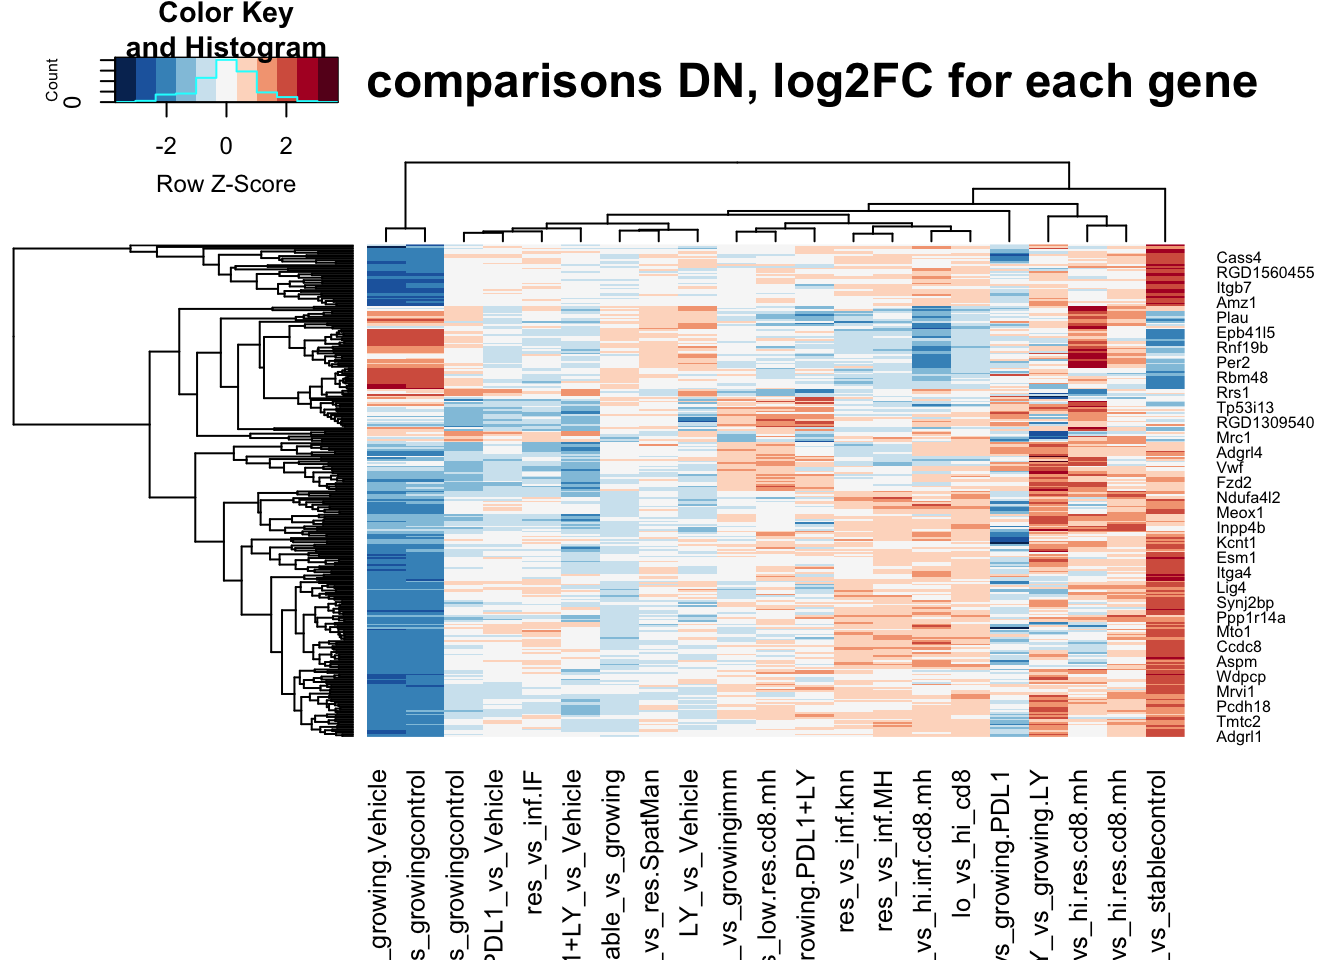 Color Key
and Histogram
Count
0
-2 0 2
Row Z-Score
comparisons DN, log2FC for each gene
Cass4
RGD1560455
Itgb7
Amz1
Plau
Epb41l5
Rnf19b
Per2
Rbm48
Rrs1
Tp53i13
RGD1309540
Mrc1
Adgrl4
Vwf
Fzd2
Ndufa4l2
Meox1
Inpp4b
Kcnt1
Esm1
Itga4
Lig4
Synj2bp
Ppp1r14a
Mto1
Ccdc8
Aspm
Wdpcp
Mrvi1
Pcdh18
Tmtc2
Adgrl1
_growing.Vehicle
s_growingcontrol
s_growingcontrol
PDL1_vs_Vehicle
res_vs_inf.IF
1+LY_vs_Vehicle
able_vs_growing
_vs_res.SpatMan
LY_vs_Vehicle
_vs_growingimm
s_low.res.cd8.mh
rowing.PDL1+LY
res_vs_inf.knn
res_vs_inf.MH
_vs_hi.inf.cd8.mh
lo_vs_hi_cd8
vs_growing.PDL1
Y_vs_growing.LY
vs_hi.res.cd8.mh
_vs_hi.res.cd8.mh
_vs_stablecontrol